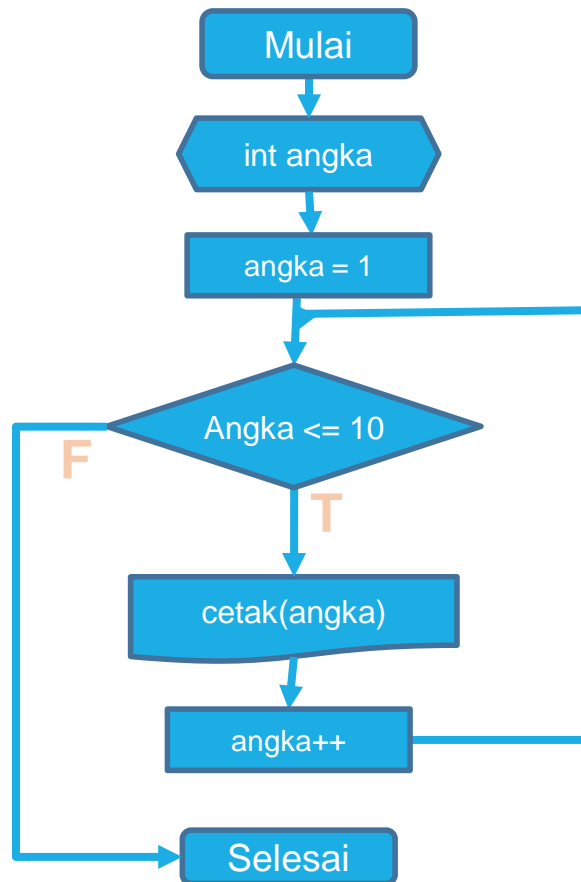 Mulai
int angka
angka = 1
Angka <= 10
F
T
cetak(angka)
angka++
Selesai